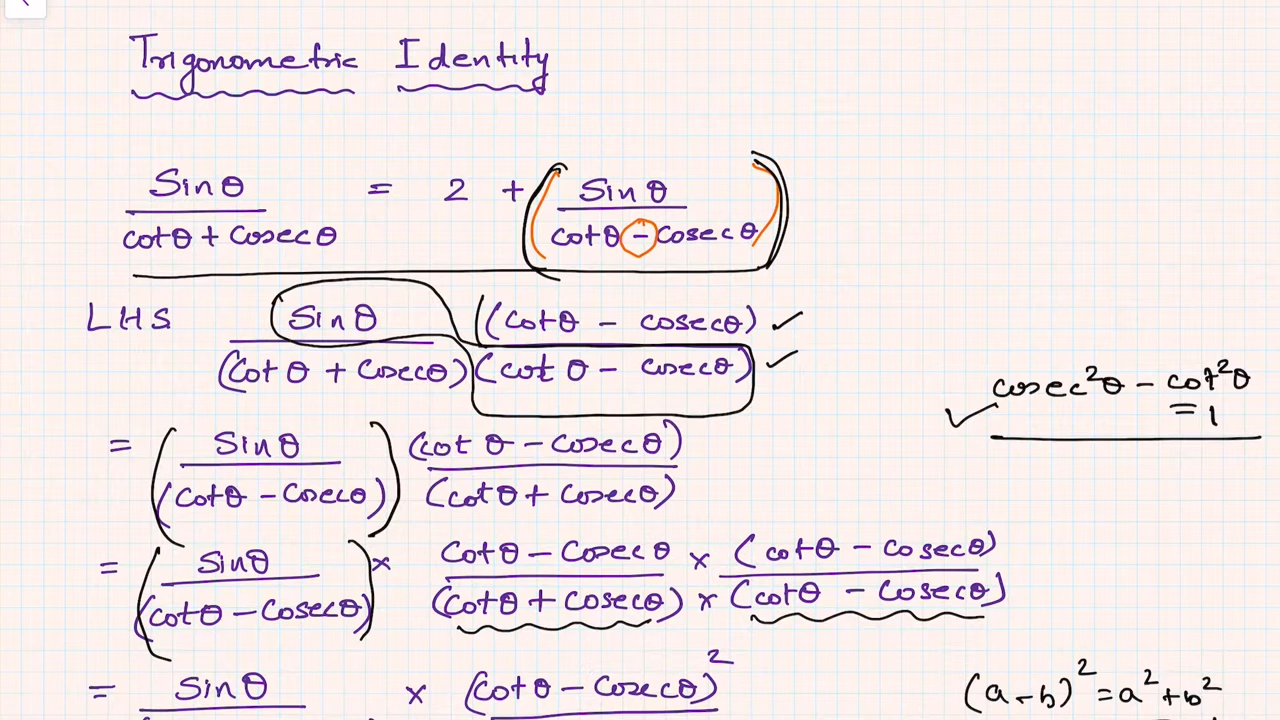 Trigonometric Identity
Sinθ / cotθ + cosecθ = 2 + ( Sinθ / cotθ − cosecθ )
LHS Sinθ (cotθ − cosecθ) ✓ / (cotθ + cosecθ) (cotθ − cosecθ) ✓
✓ cosec²θ − cot²θ = 1
= ( Sinθ / (cotθ − cosecθ) ) (cotθ − cosecθ) / (cotθ + cosecθ)
= ( Sinθ / (cotθ − cosecθ) ) × cotθ − cosecθ / (cotθ + cosecθ) × (cotθ − cosecθ) / × (cotθ − cosecθ)
= Sinθ × (cotθ − cosecθ)²
(a − b)² = a² + b²